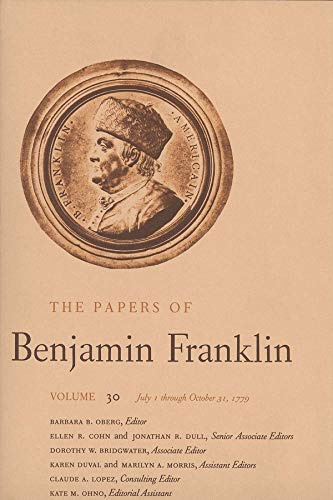 · B · FRANKLIN · AMERICAIN ·
THE PAPERS OF
Benjamin Franklin
VOLUME 30 July 1 through October 31, 1779
BARBARA B. OBERG, Editor
ELLEN R. COHN and JONATHAN R. DULL, Senior Associate Editors
DOROTHY W. BRIDGWATER, Associate Editor
KAREN DUVAL and MARILYN A. MORRIS, Assistant Editors
CLAUDE A. LOPEZ, Consulting Editor
KATE M. OHNO, Editorial Assistant